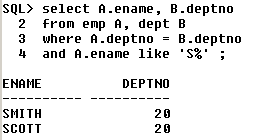 SQL> select A.ename, B.deptno
2 from emp A, dept B
3 where A.deptno = B.deptno
4 and A.ename like 'S%' ;
ENAME DEPTNO
---------- ----------
SMITH 20
SCOTT 20